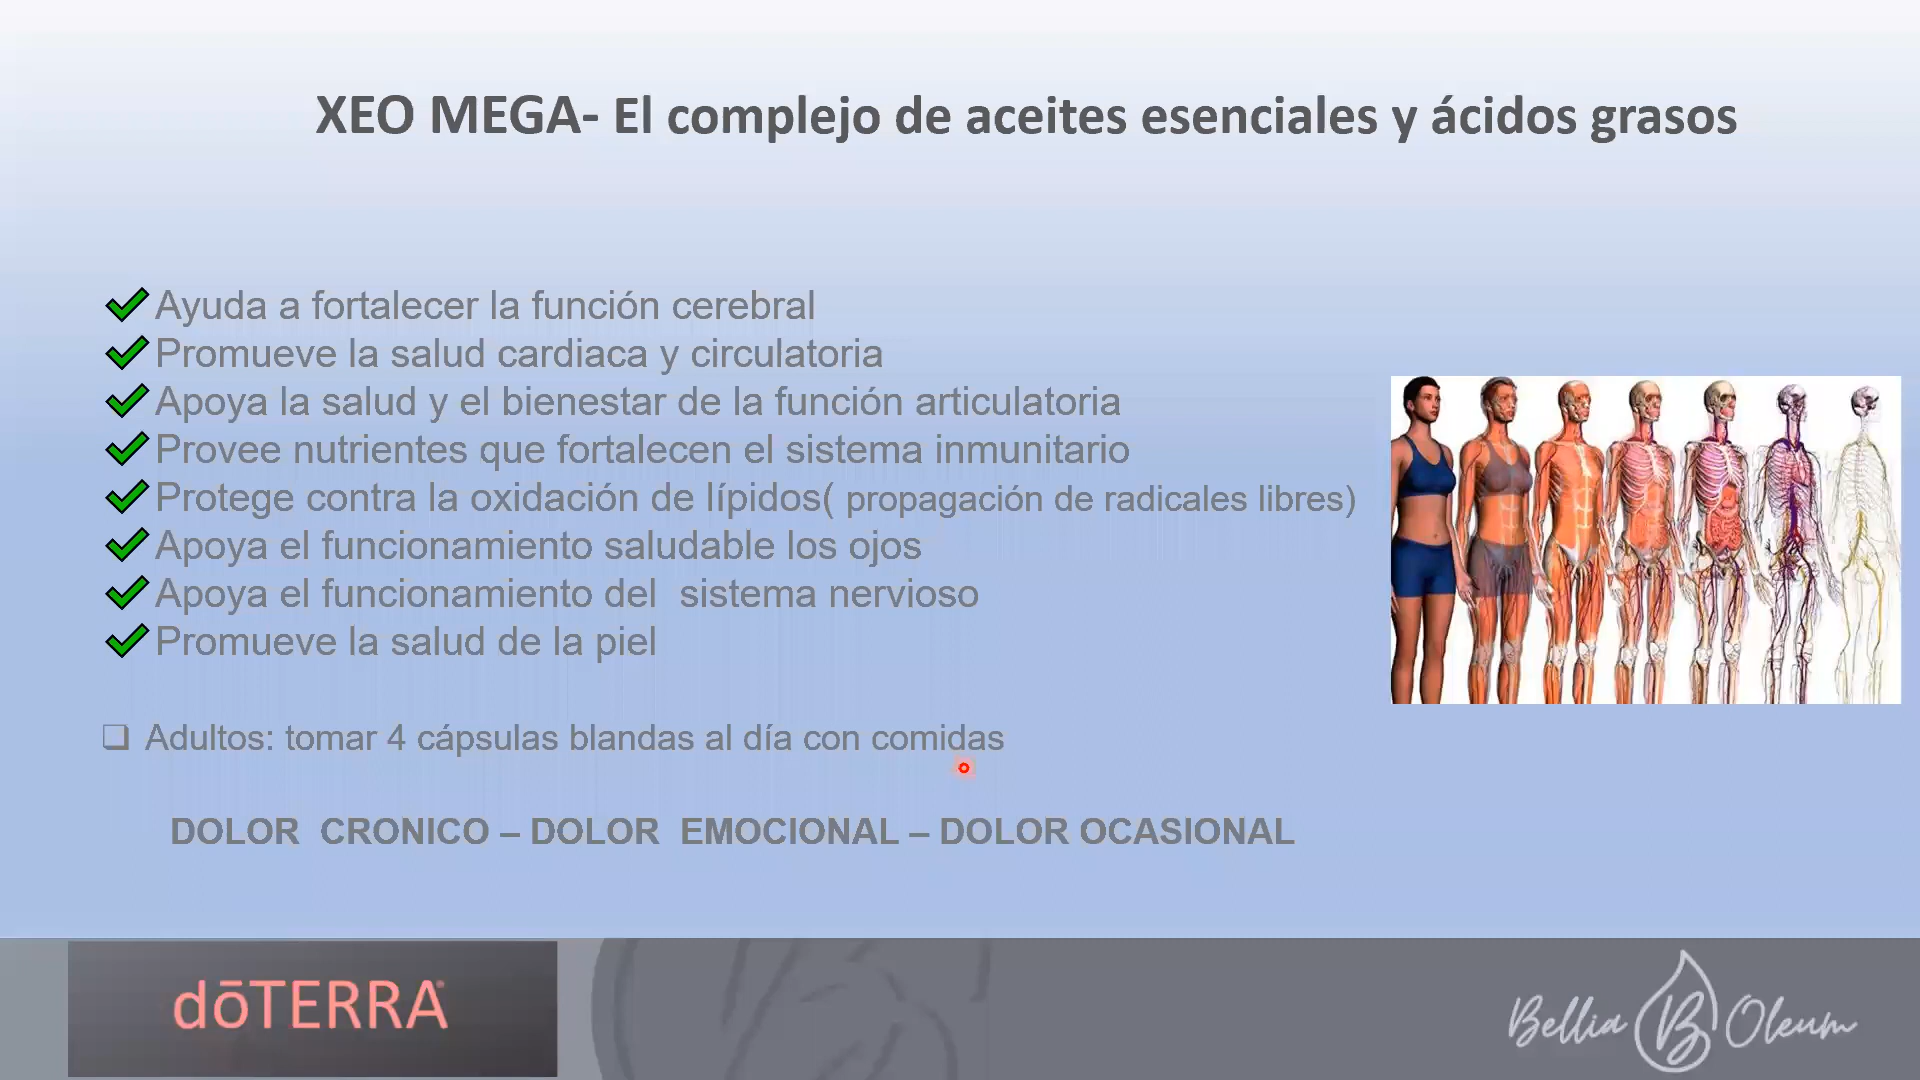 XEO MEGA- El complejo de aceites esenciales y ácidos grasos
Ayuda a fortalecer la función cerebral
Promueve la salud cardiaca y circulatoria
Apoya la salud y el bienestar de la función articulatoria
Provee nutrientes que fortalecen el sistema inmunitario
Protege contra la oxidación de lípidos( propagación de radicales libres)
Apoya el funcionamiento saludable los ojos
Apoya el funcionamiento del sistema nervioso
Promueve la salud de la piel
Adultos: tomar 4 cápsulas blandas al día con comidas
DOLOR CRONICO – DOLOR EMOCIONAL – DOLOR OCASIONAL
dōTERRA
Bellia B Oleum